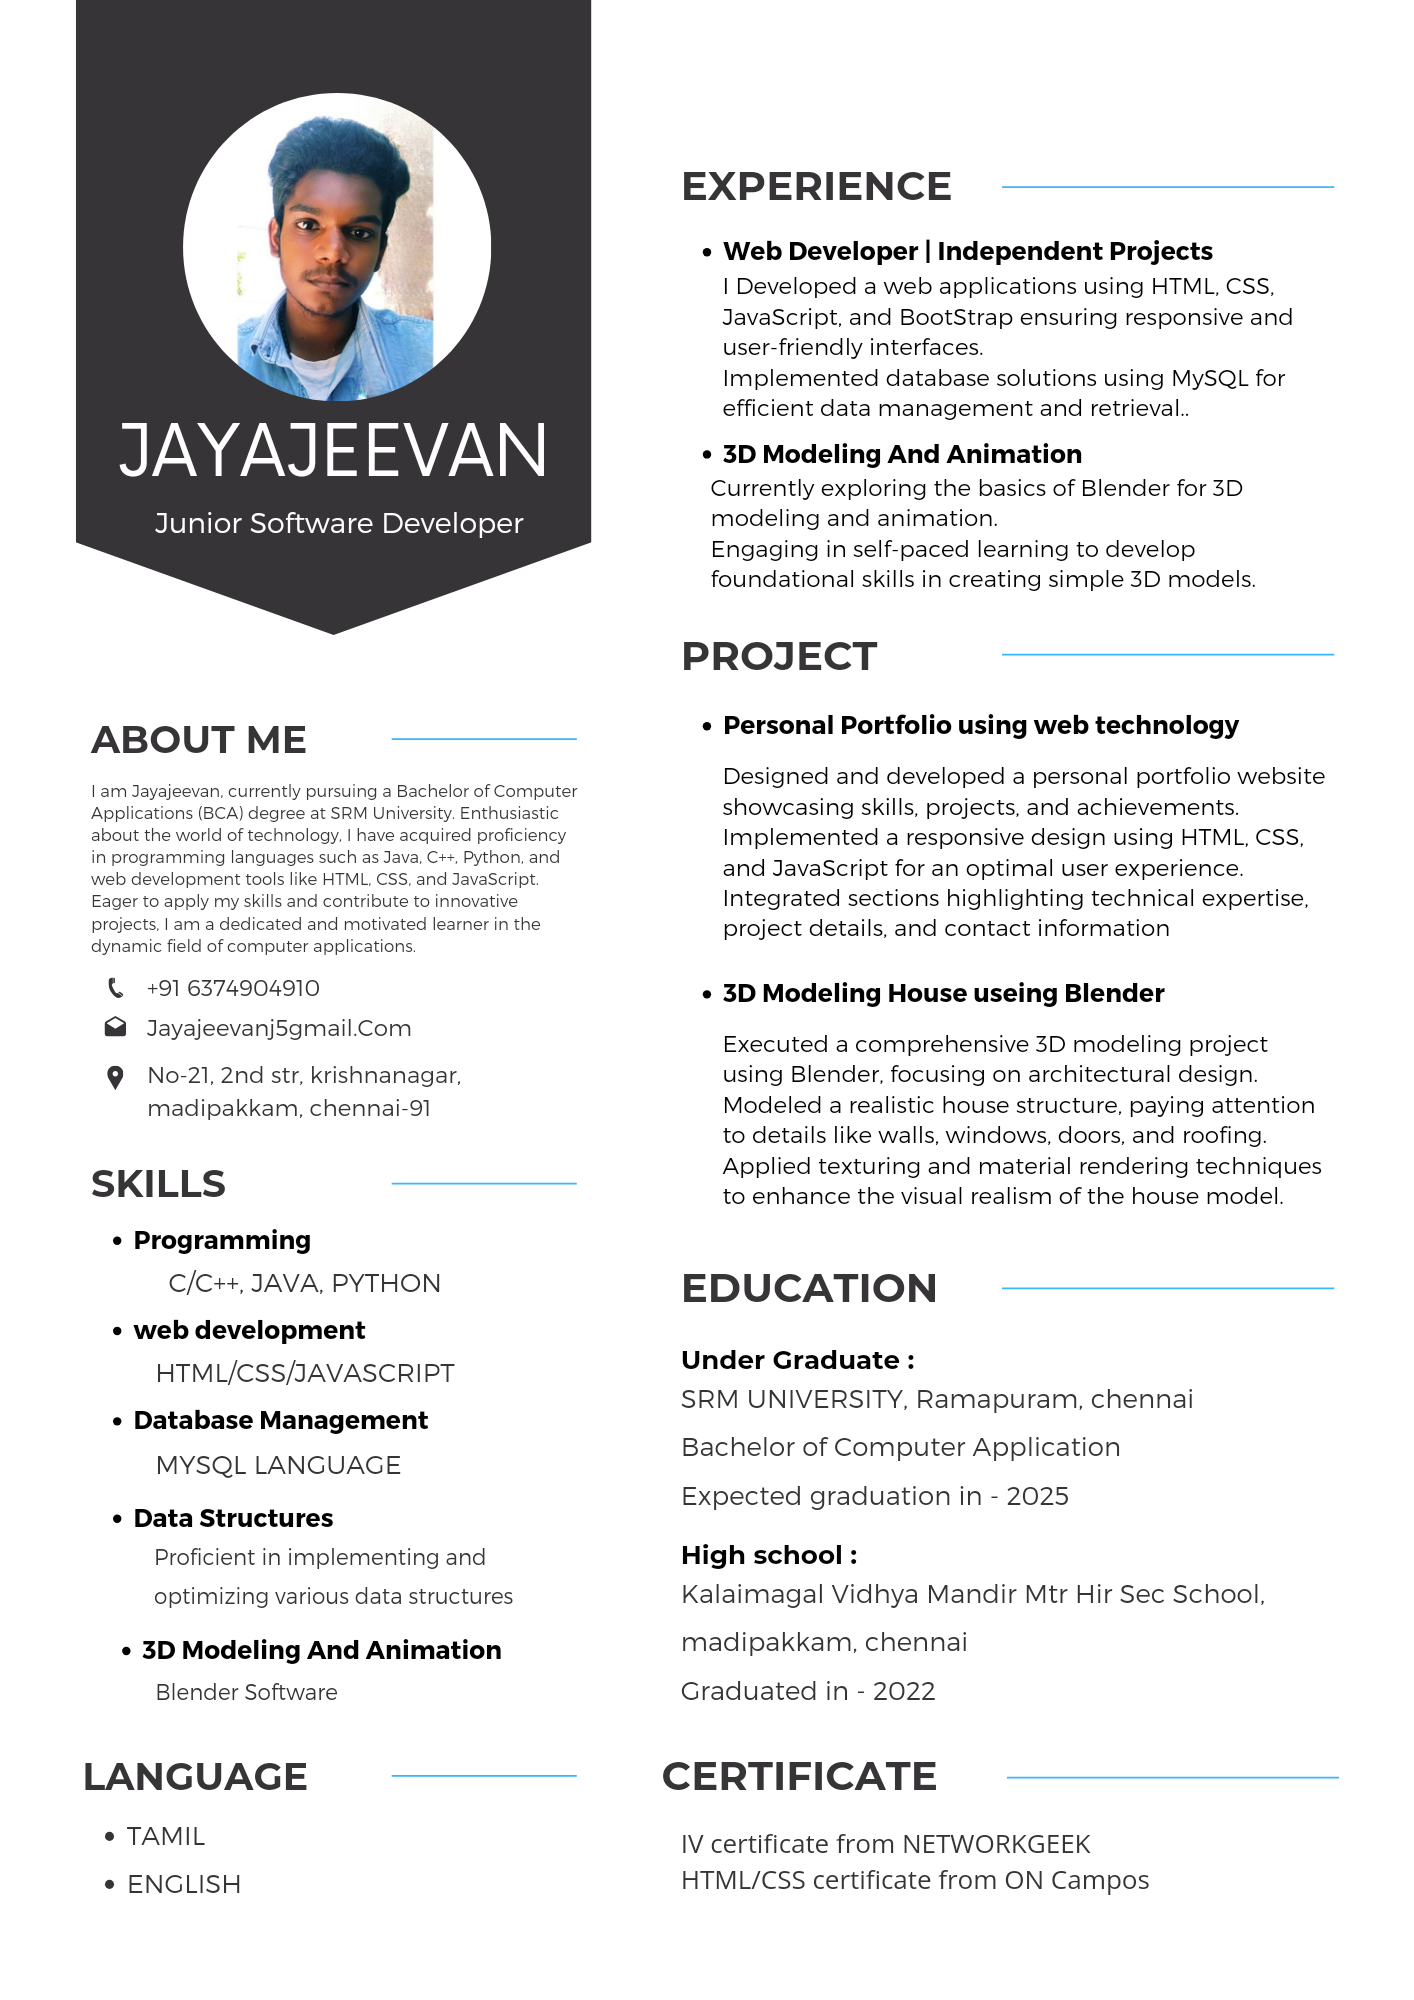 JAYAJEEVAN
Junior Software Developer
ABOUT ME
I am Jayajeevan, currently pursuing a Bachelor of Computer
Applications (BCA) degree at SRM University. Enthusiastic
about the world of technology, I have acquired proficiency
in programming languages such as Java, C++, Python, and
web development tools like HTML, CSS, and JavaScript.
Eager to apply my skills and contribute to innovative
projects, I am a dedicated and motivated learner in the
dynamic field of computer applications.
+91 6374904910
Jayajeevanj5gmail.Com
No-21, 2nd str, krishnanagar,
madipakkam, chennai-91
SKILLS
• Programming
C/C++, JAVA, PYTHON
• web development
HTML/CSS/JAVASCRIPT
• Database Management
MYSQL LANGUAGE
• Data Structures
Proficient in implementing and
optimizing various data structures
• 3D Modeling And Animation
Blender Software
LANGUAGE
• TAMIL
• ENGLISH
EXPERIENCE
• Web Developer | Independent Projects
I Developed a web applications using HTML, CSS,
JavaScript, and BootStrap ensuring responsive and
user-friendly interfaces.
Implemented database solutions using MySQL for
efficient data management and retrieval..
• 3D Modeling And Animation
Currently exploring the basics of Blender for 3D
modeling and animation.
Engaging in self-paced learning to develop
foundational skills in creating simple 3D models.
PROJECT
• Personal Portfolio using web technology
Designed and developed a personal portfolio website
showcasing skills, projects, and achievements.
Implemented a responsive design using HTML, CSS,
and JavaScript for an optimal user experience.
Integrated sections highlighting technical expertise,
project details, and contact information
• 3D Modeling House useing Blender
Executed a comprehensive 3D modeling project
using Blender, focusing on architectural design.
Modeled a realistic house structure, paying attention
to details like walls, windows, doors, and roofing.
Applied texturing and material rendering techniques
to enhance the visual realism of the house model.
EDUCATION
Under Graduate :
SRM UNIVERSITY, Ramapuram, chennai
Bachelor of Computer Application
Expected graduation in - 2025
High school :
Kalaimagal Vidhya Mandir Mtr Hir Sec School,
madipakkam, chennai
Graduated in - 2022
CERTIFICATE
IV certificate from NETWORKGEEK
HTML/CSS certificate from ON Campos